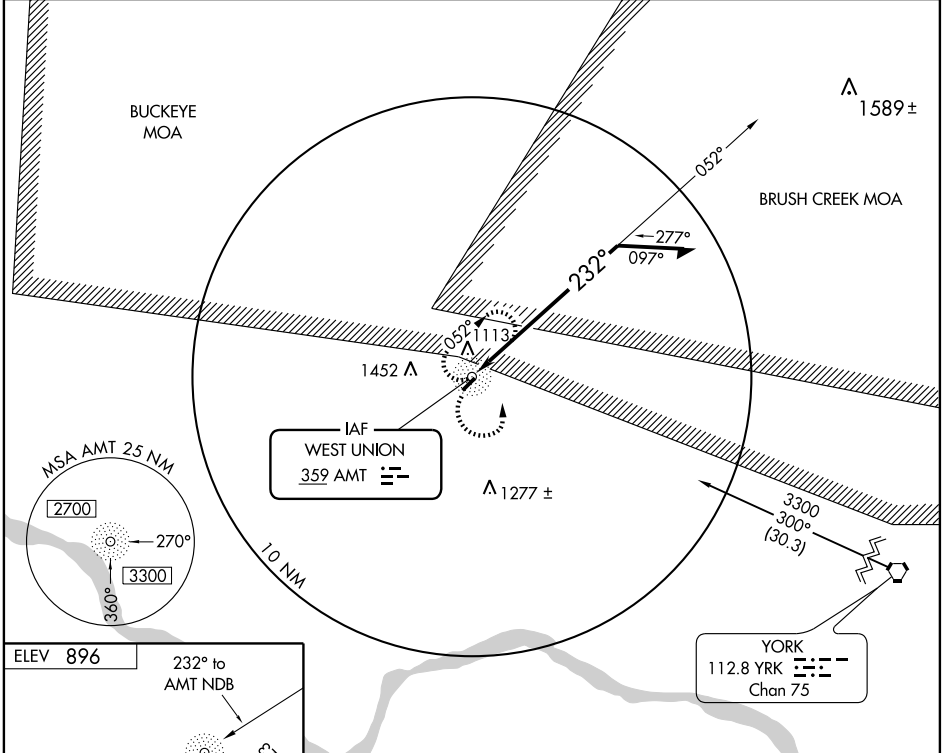 BUCKEYE
MOA
1589 ±
052°
BRUSH CREEK MOA
277°
097°
232°
052°
1113
1452
IAF
WEST UNION
359 AMT
1277 ±
MSA AMT 25 NM
2700
270°
3300
360°
10 NM
3300
300°
(30.3)
YORK
112.8 YRK
Chan 75
ELEV 896
232° to
AMT NDB